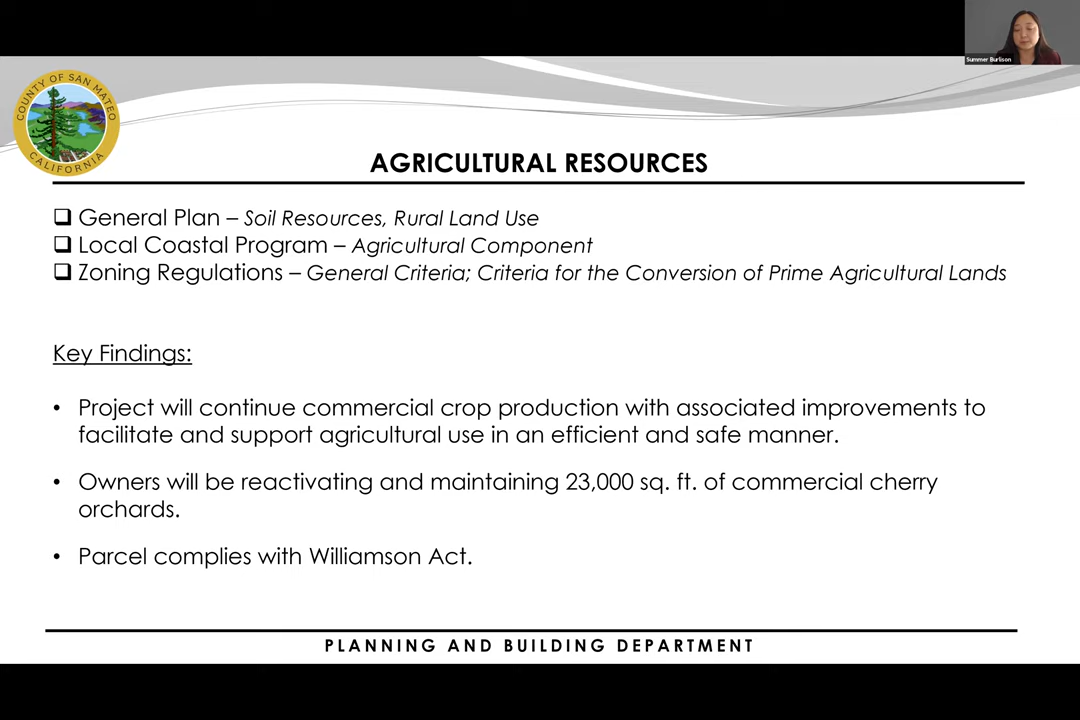 Summer Burlison
COUNTY OF SAN MATEO
CALIFORNIA
AGRICULTURAL RESOURCES
❑ General Plan – Soil Resources, Rural Land Use
❑ Local Coastal Program – Agricultural Component
❑ Zoning Regulations – General Criteria; Criteria for the Conversion of Prime Agricultural Lands
Key Findings:
• Project will continue commercial crop production with associated improvements to
facilitate and support agricultural use in an efficient and safe manner.
• Owners will be reactivating and maintaining 23,000 sq. ft. of commercial cherry
orchards.
• Parcel complies with Williamson Act.
PLANNING AND BUILDING DEPARTMENT